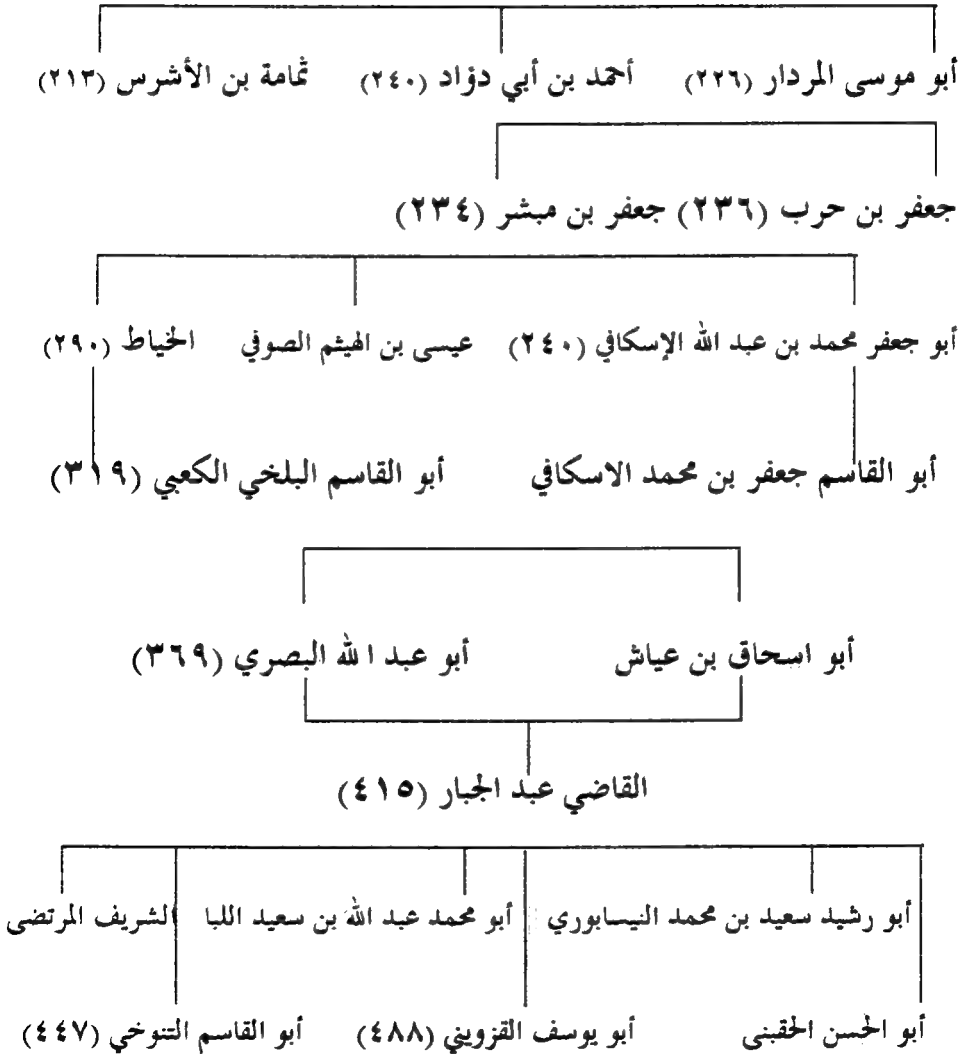 أبو موسى المردار (٢٢٦) أحمد بن أبي دؤاد (٢٤٠) ثمامة بن الأشرس (٢١٣)
جعفر بن حرب (٢٣٦) جعفر بن مبشر (٢٣٤)
أبو جعفر محمد بن عبد الله الإسكافي (٢٤٠) عيسى بن الهيثم الصوفي الخياط (٢٩٠)
أبو القاسم جعفر بن محمد الاسكافي أبو القاسم البلخي الكعبي (٣١٩)
أبو اسحاق بن عياش أبو عبد الله البصري (٣٦٩)
القاضي عبد الجبار (٤١٥)
أبو رشيد سعيد بن محمد النيسابوري أبو محمد عبد الله بن سعيد اللبا الشريف المرتضى
أبو الحسن الحقبنى أبو يوسف القزويني (٤٨٨) أبو القاسم التنوخي (٤٤٧)